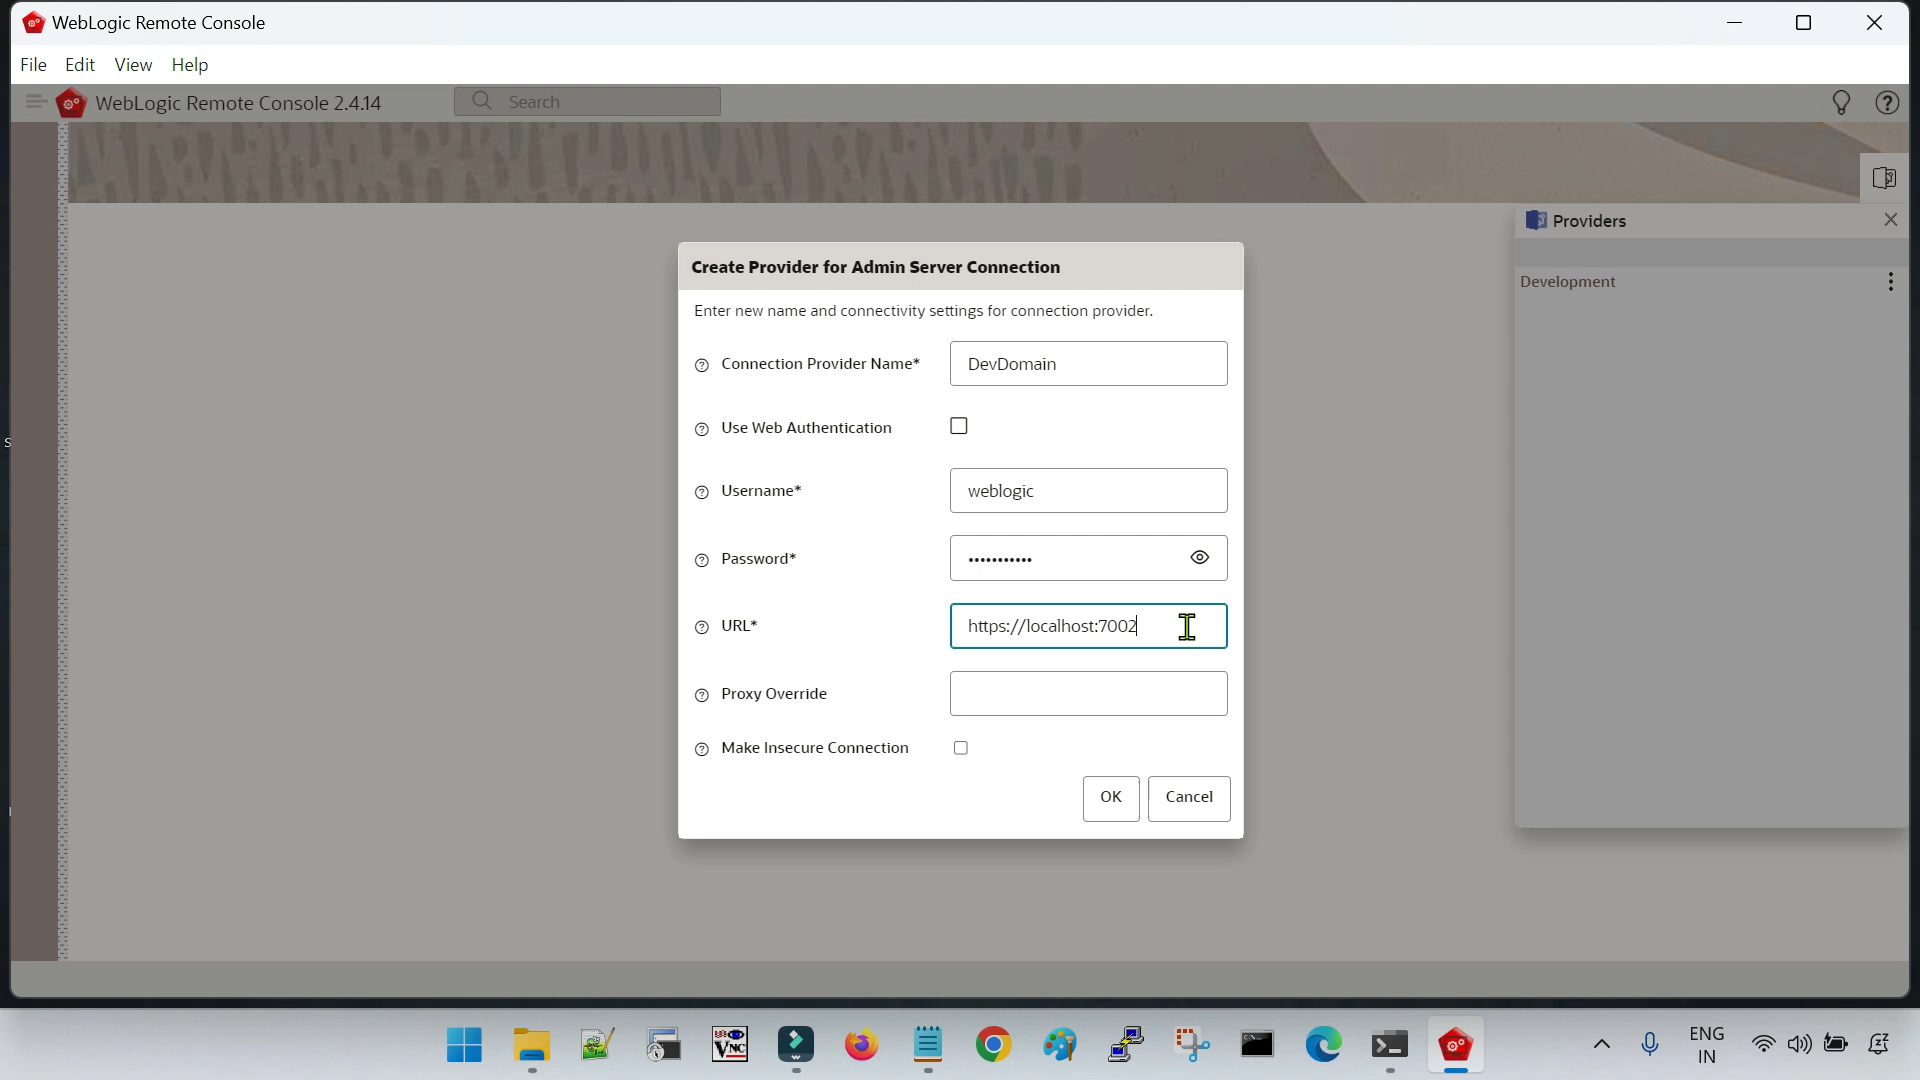 WebLogic Remote Console
File Edit View Help
WebLogic Remote Console 2.4.14
Search
Providers
Development
Create Provider for Admin Server Connection
Enter new name and connectivity settings for connection provider.
Connection Provider Name* DevDomain
Use Web Authentication
Username* weblogic
Password* •••••••••••
URL* https://localhost:7002
Proxy Override
Make Insecure Connection
OK Cancel
VNC
ENG
IN